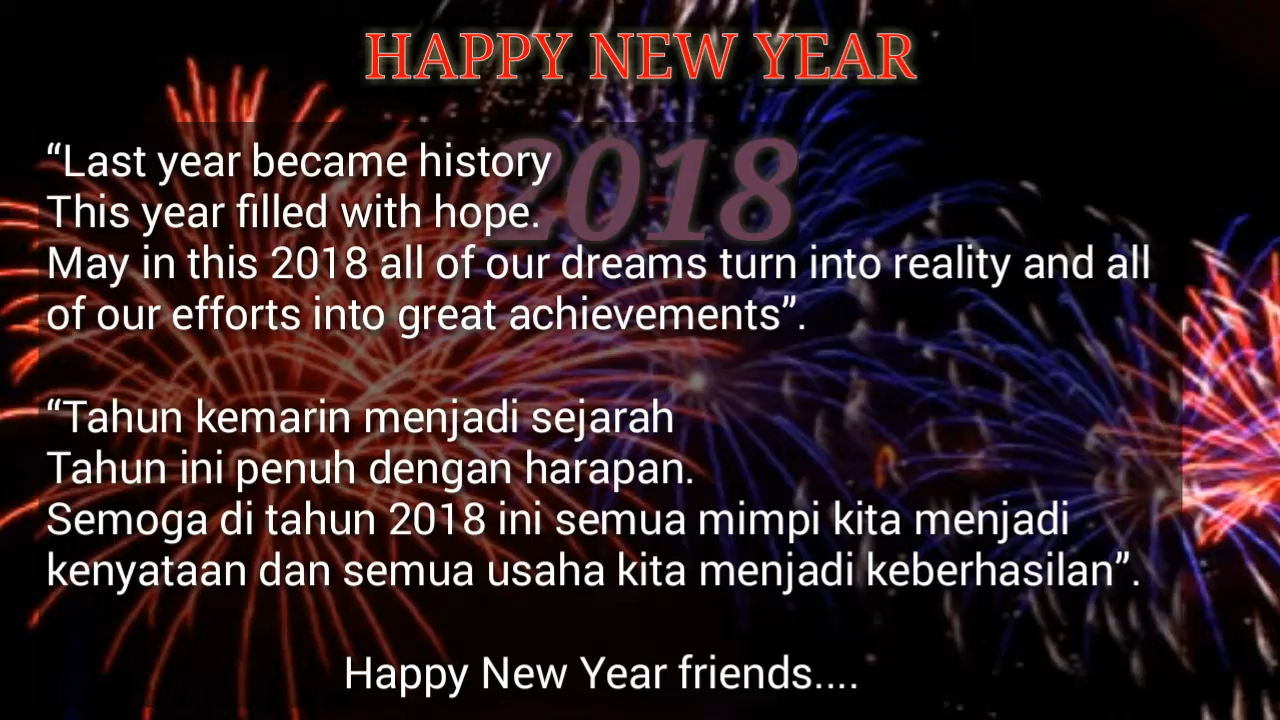 HAPPY NEW YEAR
2018
“Last year became history
This year filled with hope.
May in this 2018 all of our dreams turn into reality and all
of our efforts into great achievements”.
“Tahun kemarin menjadi sejarah
Tahun ini penuh dengan harapan.
Semoga di tahun 2018 ini semua mimpi kita menjadi
kenyataan dan semua usaha kita menjadi keberhasilan”.
Happy New Year friends....